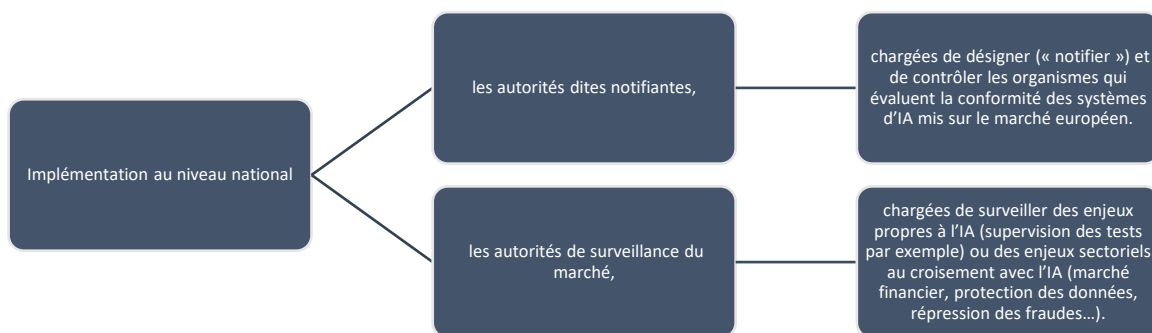 Implémentation au niveau national
les autorités dites notifiantes,
chargées de désigner (« notifier ») et
de contrôler les organismes qui
évaluent la conformité des systèmes
d’IA mis sur le marché européen.
les autorités de surveillance du
marché,
chargées de surveiller des enjeux
propres à l’IA (supervision des tests
par exemple) ou des enjeux sectoriels
au croisement avec l’IA (marché
financier, protection des données,
répression des fraudes…).